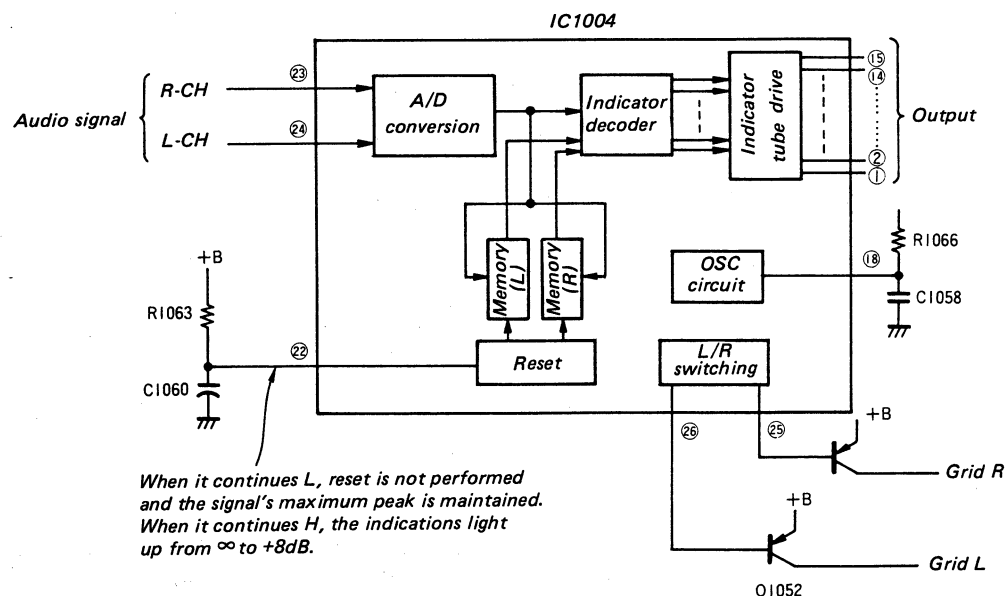 IC1004
Audio signal
R-CH
L-CH
㉓
㉔
A/D
conversion
Indicator
decoder
Indicator
tube drive
⑮
⑭
②
①
Output
Memory
(L)
Memory
(R)
OSC
circuit
⑱
R1066
C1058
+B
R1063
C1060
㉒
Reset
L/R
switching
㉖
㉕
+B
Grid R
+B
Grid L
Q1052
When it continues L, reset is not performed
and the signal's maximum peak is maintained.
When it continues H, the indications light
up from ∞ to +8dB.